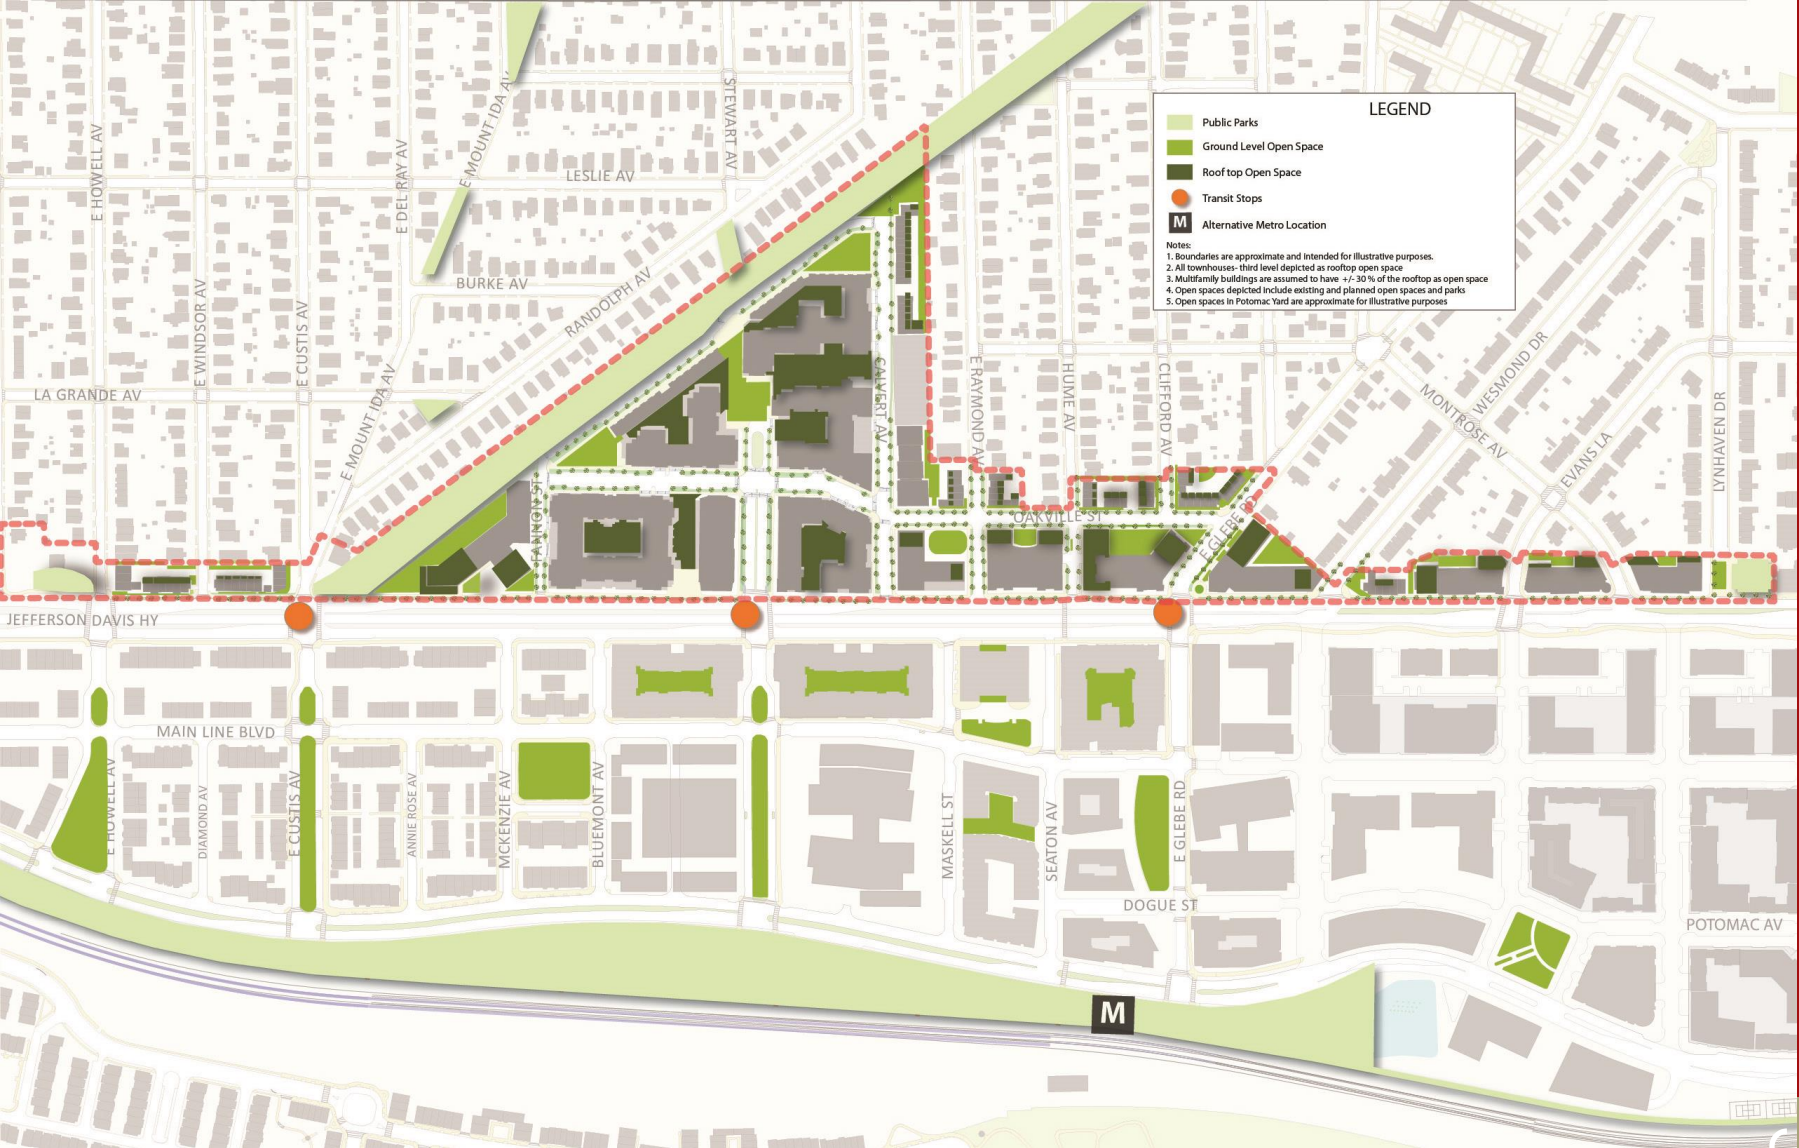 LEGEND
Public Parks
Ground Level Open Space
Roof top Open Space
Transit Stops
M
Alternative Metro Location
Notes:
1. Boundaries are approximate and intended for illustrative purposes.
2. All townhouses- third level depicted as rooftop open space
3. Multifamily buildings are assumed to have +/- 30 % of the rooftop as open space
4. Open spaces depicted include existing and planned open spaces and parks
5. Open spaces in Potomac Yard are approximate for illustrative purposes
E HOWELL AV
E WINDSOR AV
E CUSTIS AV
E DEL RAY AV
E MOUNT IDA AV
STEWART AV
LESLIE AV
BURKE AV
RANDOLPH AV
LA GRANDE AV
E MOUNT IDA AV
CALVERT AV
E RAYMOND AV
HUME AV
CLIFFORD AV
MONTROSE AV
WESMOND DR
EVANS LA
LYNHAVEN DR
FANNON ST
OAKVILLE ST
E GLEBE RD
JEFFERSON DAVIS HY
MAIN LINE BLVD
E HOWELL AV
DIAMOND AV
E CUSTIS AV
ANNIE ROSE AV
MCKENZIE AV
BLUEMONT AV
MASKELL ST
SEATON AV
E GLEBE RD
DOGUE ST
POTOMAC AV
M